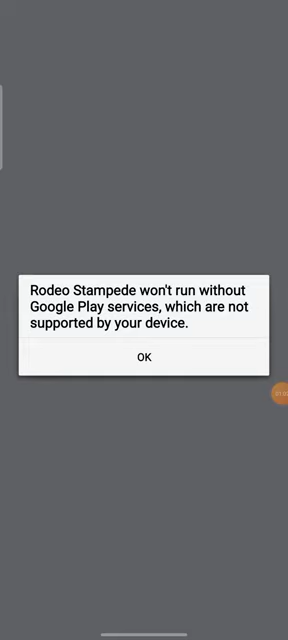 Rodeo Stampede won't run without
Google Play services, which are not
supported by your device.
OK